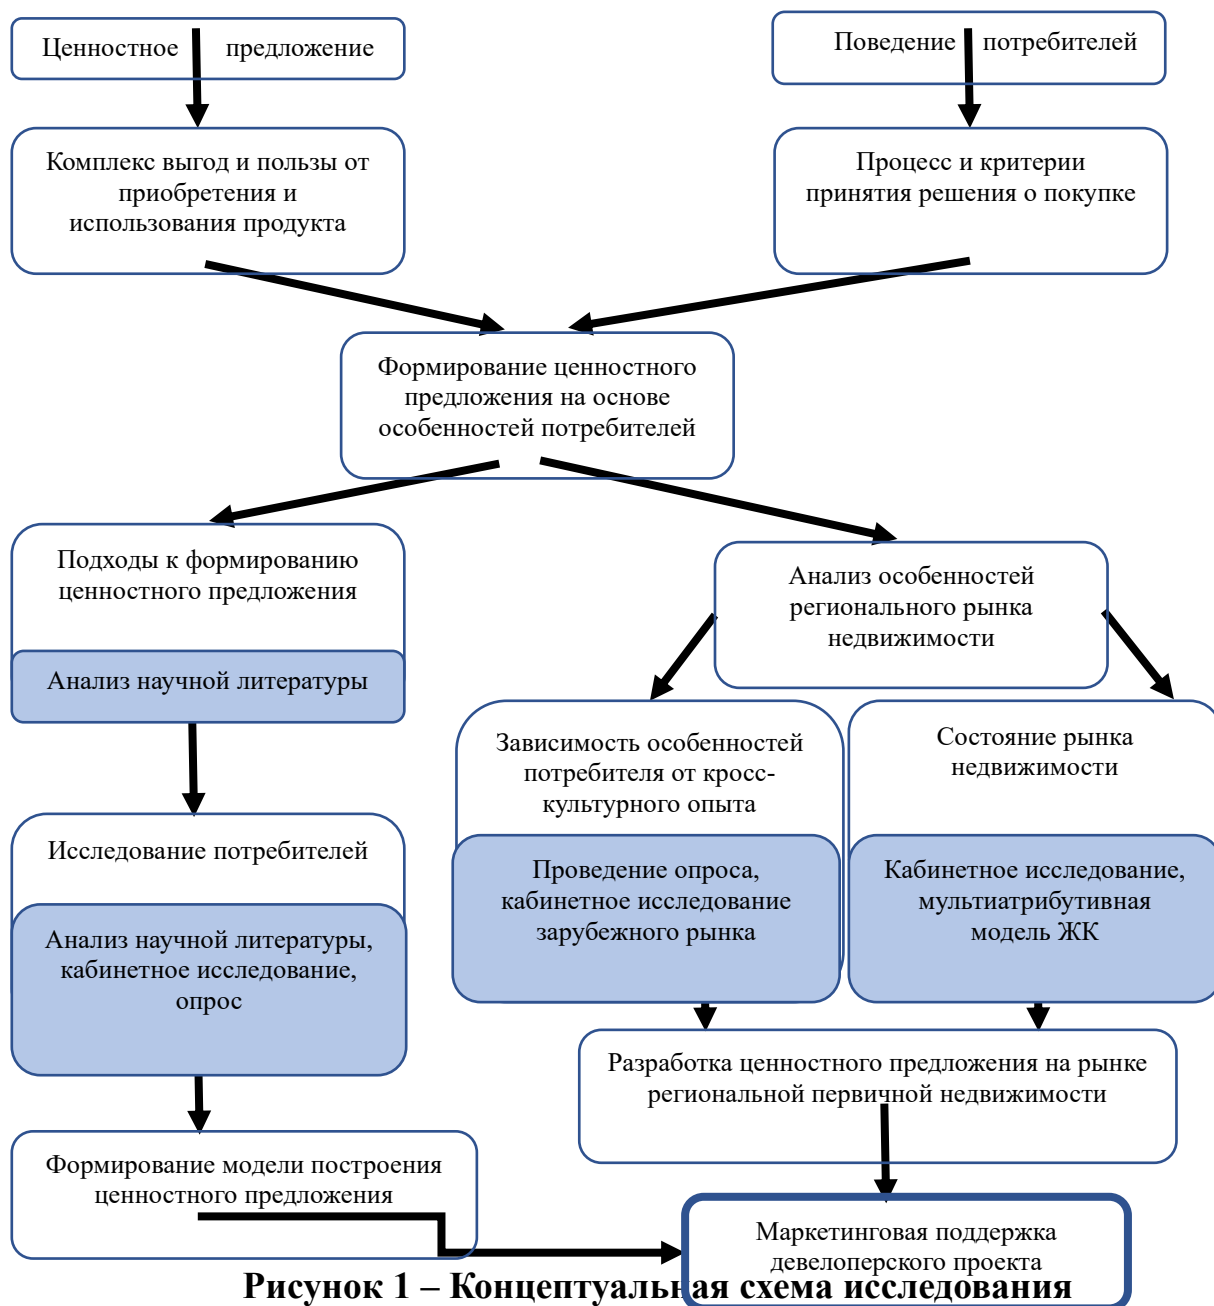 Ценностное предложение
Поведение потребителей
Комплекс выгод и пользы от
приобретения и
использования продукта
Процесс и критерии
принятия решения о покупке
Формирование ценностного
предложения на основе
особенностей потребителей
Подходы к формированию
ценностного предложения
Анализ научной литературы
Анализ особенностей
регионального рынка
недвижимости
Зависимость особенностей
потребителя от кросс-
культурного опыта
Состояние рынка
недвижимости
Проведение опроса,
кабинетное исследование
зарубежного рынка
Кабинетное исследование,
мультиатрибутивная
модель ЖК
Исследование потребителей
Анализ научной литературы,
кабинетное исследование,
опрос
Разработка ценностного предложения на рынке
региональной первичной недвижимости
Формирование модели построения
ценностного предложения
Маркетинговая поддержка
девелоперского проекта
Рисунок 1 – Концептуальная схема исследования